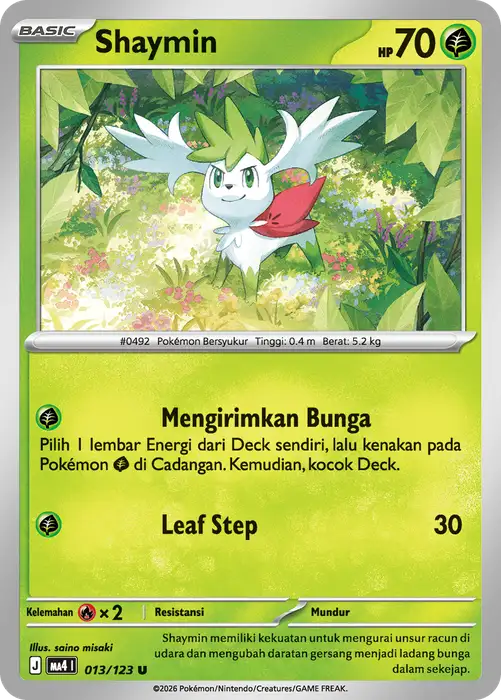 BASIC
Shaymin
HP 70
#0492 Pokémon Bersyukur Tinggi: 0.4 m Berat: 5.2 kg
Mengirimkan Bunga
Pilih 1 lembar Energi dari Deck sendiri, lalu kenakan pada
Pokémon di Cadangan. Kemudian, kocok Deck.
Leaf Step 30
Kelemahan ×2 Resistansi Mundur
Illus. saino misaki
Shaymin memiliki kekuatan untuk mengurai unsur racun di
udara dan mengubah daratan gersang menjadi ladang bunga
dalam sekejap.
J MA4 I 013/123 U
©2026 Pokémon/Nintendo/Creatures/GAME FREAK.